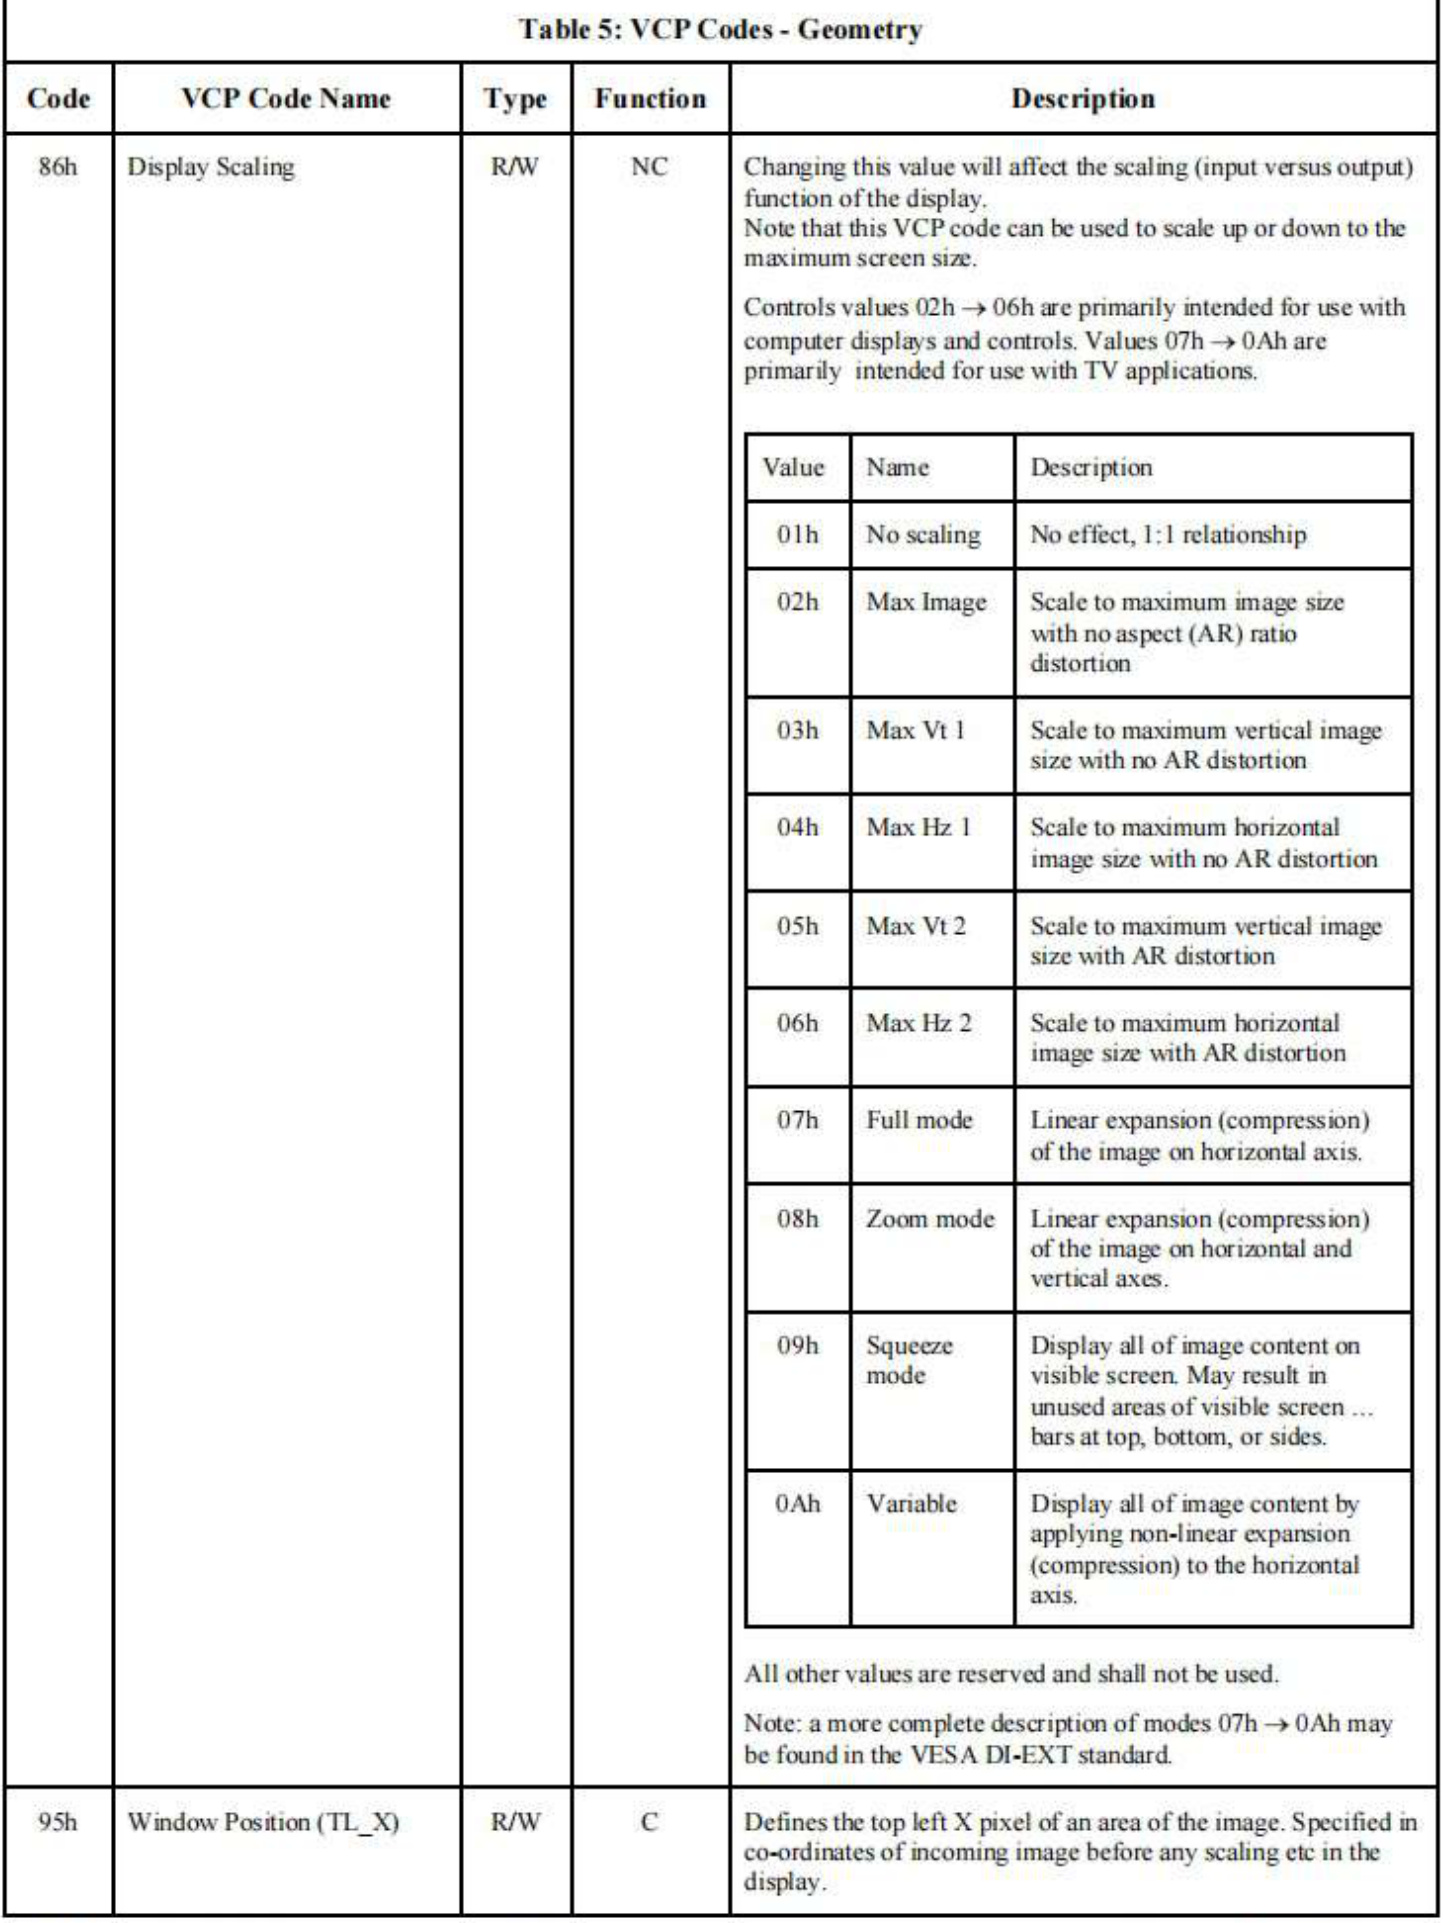 Table 5: VCP Codes - Geometry
Code VCP Code Name Type Function Description
86h Display Scaling R/W NC Changing this value will affect the scaling (input versus output)
function of the display.
Note that this VCP code can be used to scale up or down to the
maximum screen size.
Controls values 02h → 06h are primarily intended for use with
computer displays and controls. Values 07h → 0Ah are
primarily intended for use with TV applications.
Value Name Description
01h No scaling No effect, 1:1 relationship
02h Max Image Scale to maximum image size
with no aspect (AR) ratio
distortion
03h Max Vt 1 Scale to maximum vertical image
size with no AR distortion
04h Max Hz 1 Scale to maximum horizontal
image size with no AR distortion
05h Max Vt 2 Scale to maximum vertical image
size with AR distortion
06h Max Hz 2 Scale to maximum horizontal
image size with AR distortion
07h Full mode Linear expansion (compression)
of the image on horizontal axis.
08h Zoom mode Linear expansion (compression)
of the image on horizontal and
vertical axes.
09h Squeeze Display all of image content on
mode visible screen. May result in
unused areas of visible screen …
bars at top, bottom, or sides.
0Ah Variable Display all of image content by
applying non-linear expansion
(compression) to the horizontal
axis.
All other values are reserved and shall not be used.
Note: a more complete description of modes 07h → 0Ah may
be found in the VESA DI-EXT standard.
95h Window Position (TL_X) R/W C Defines the top left X pixel of an area of the image. Specified in
co-ordinates of incoming image before any scaling etc in the
display.